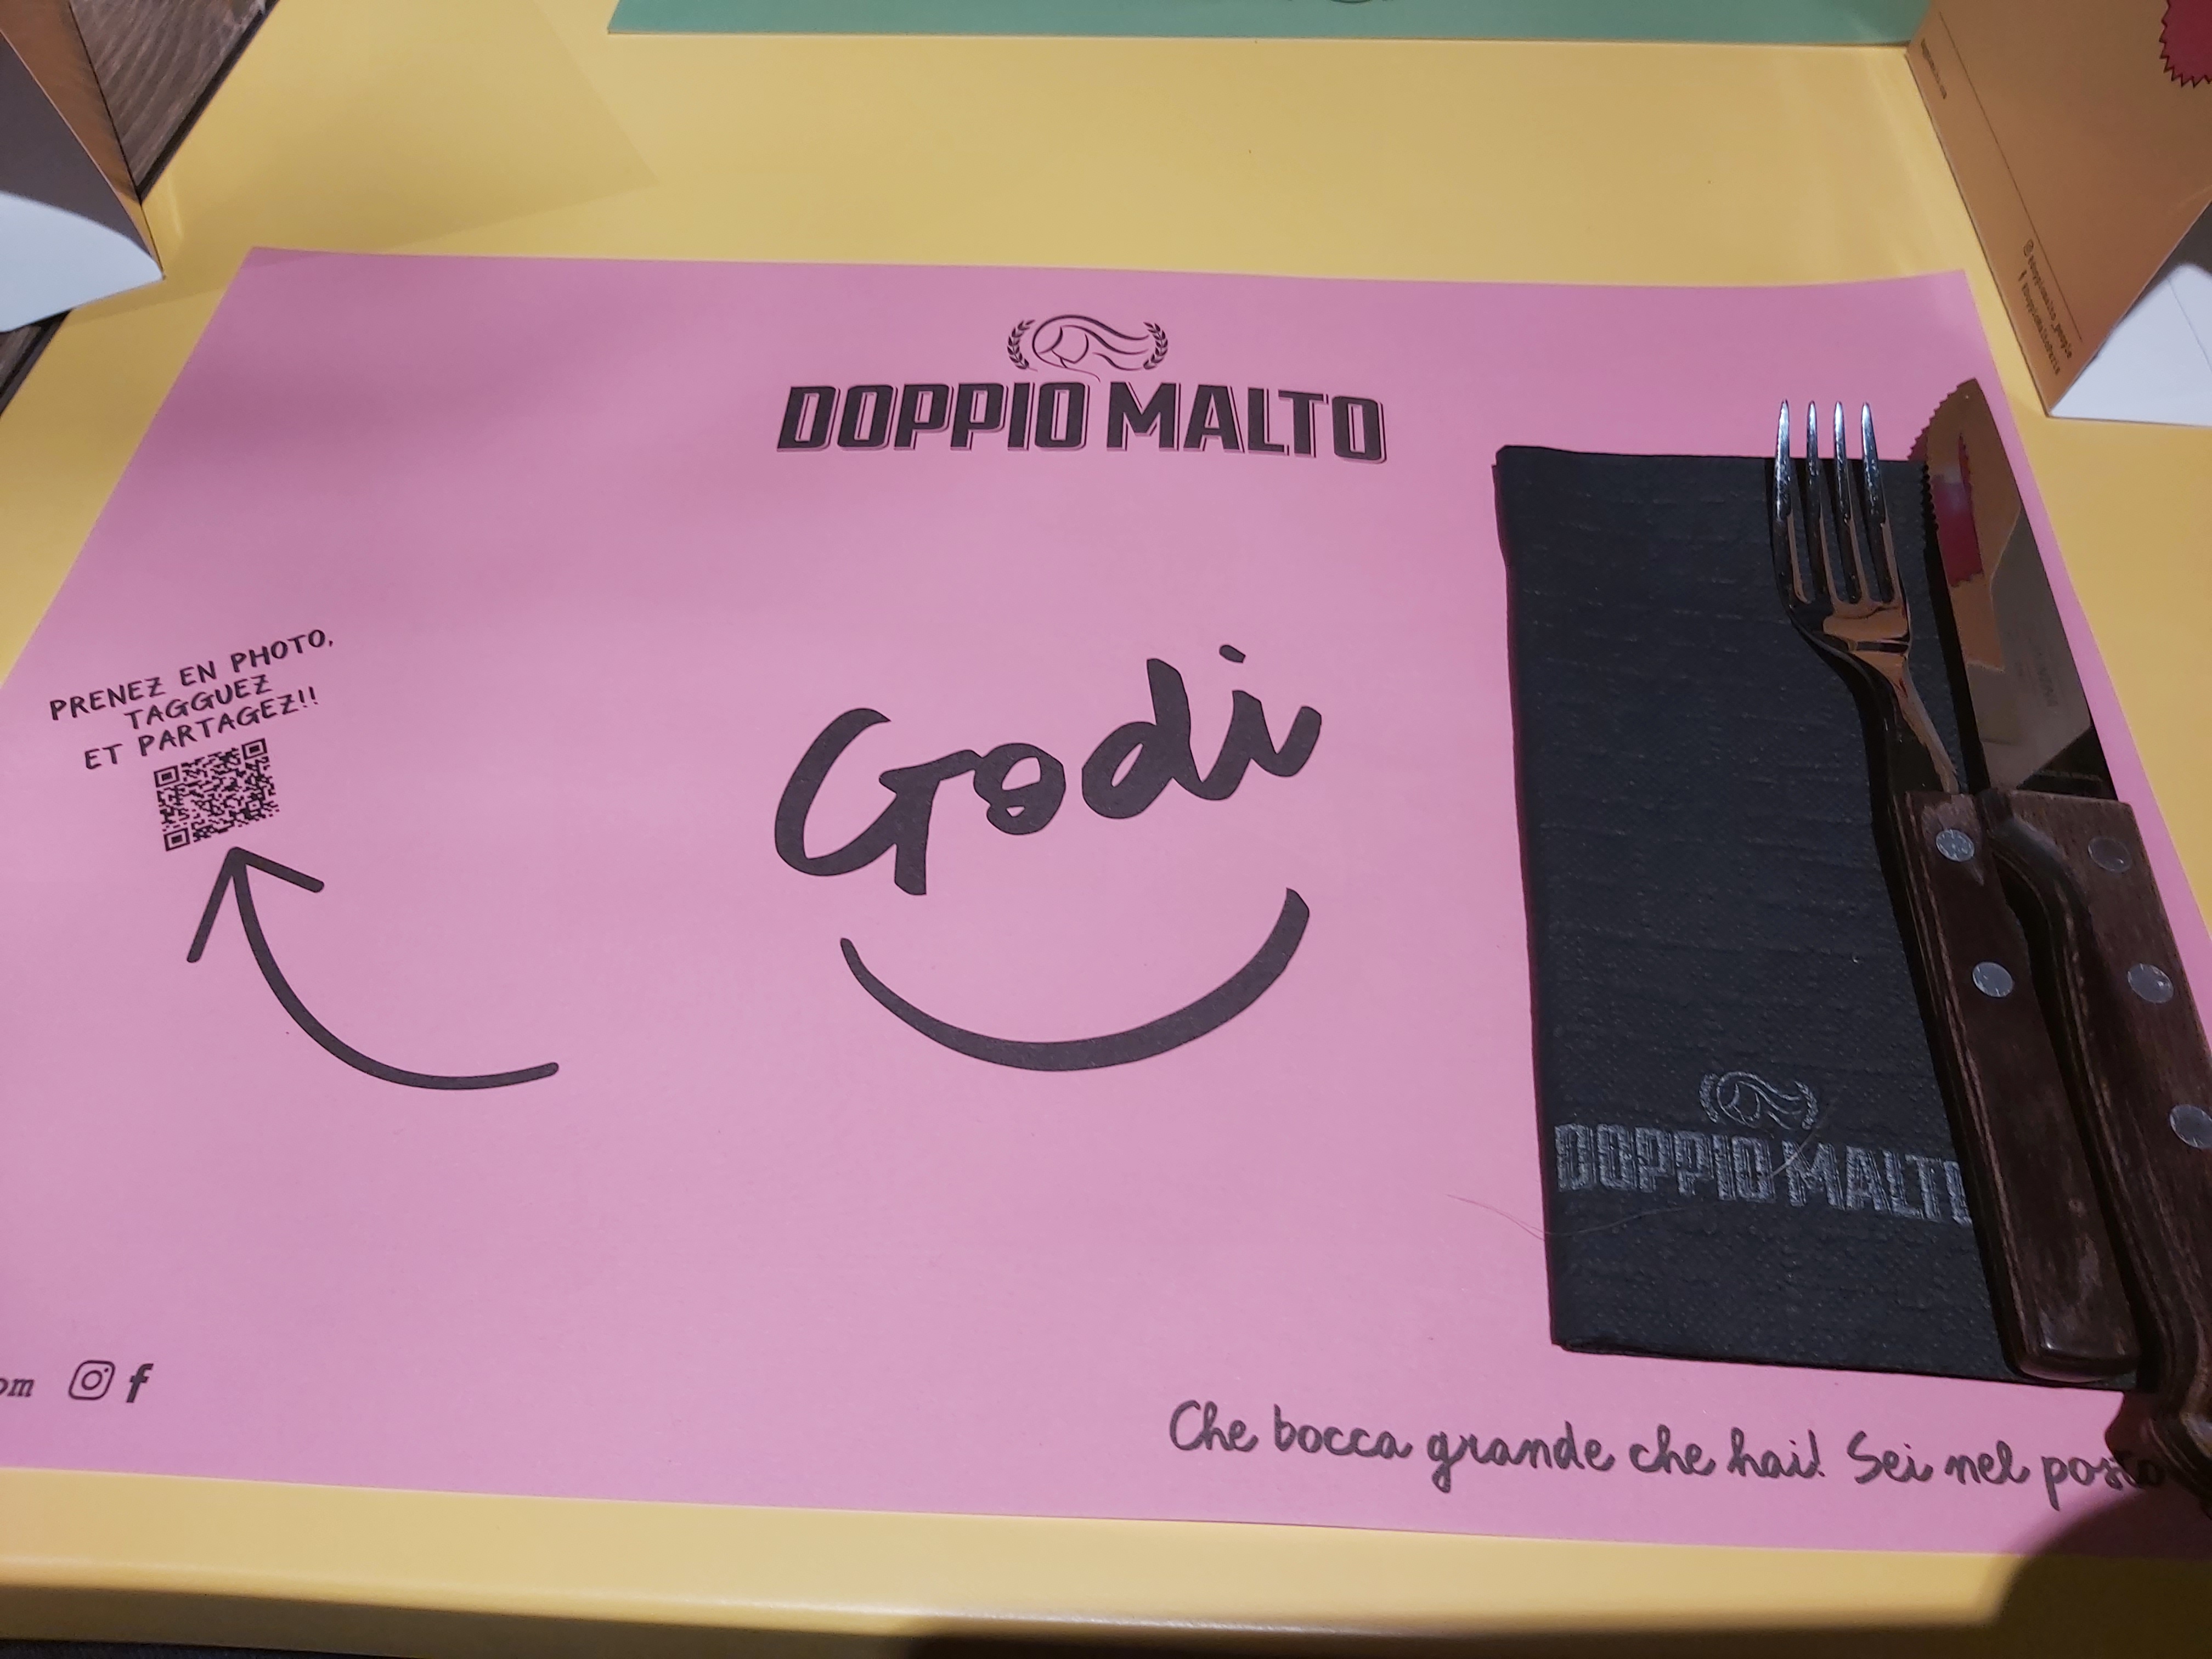 DOPPIO MALTO
PRENEZ EN PHOTO,
TAGGUEZ
ET PARTAGEZ!!
Godi
DOPPIO MALTO
om
Che bocca grande che hai! Sei nel posto